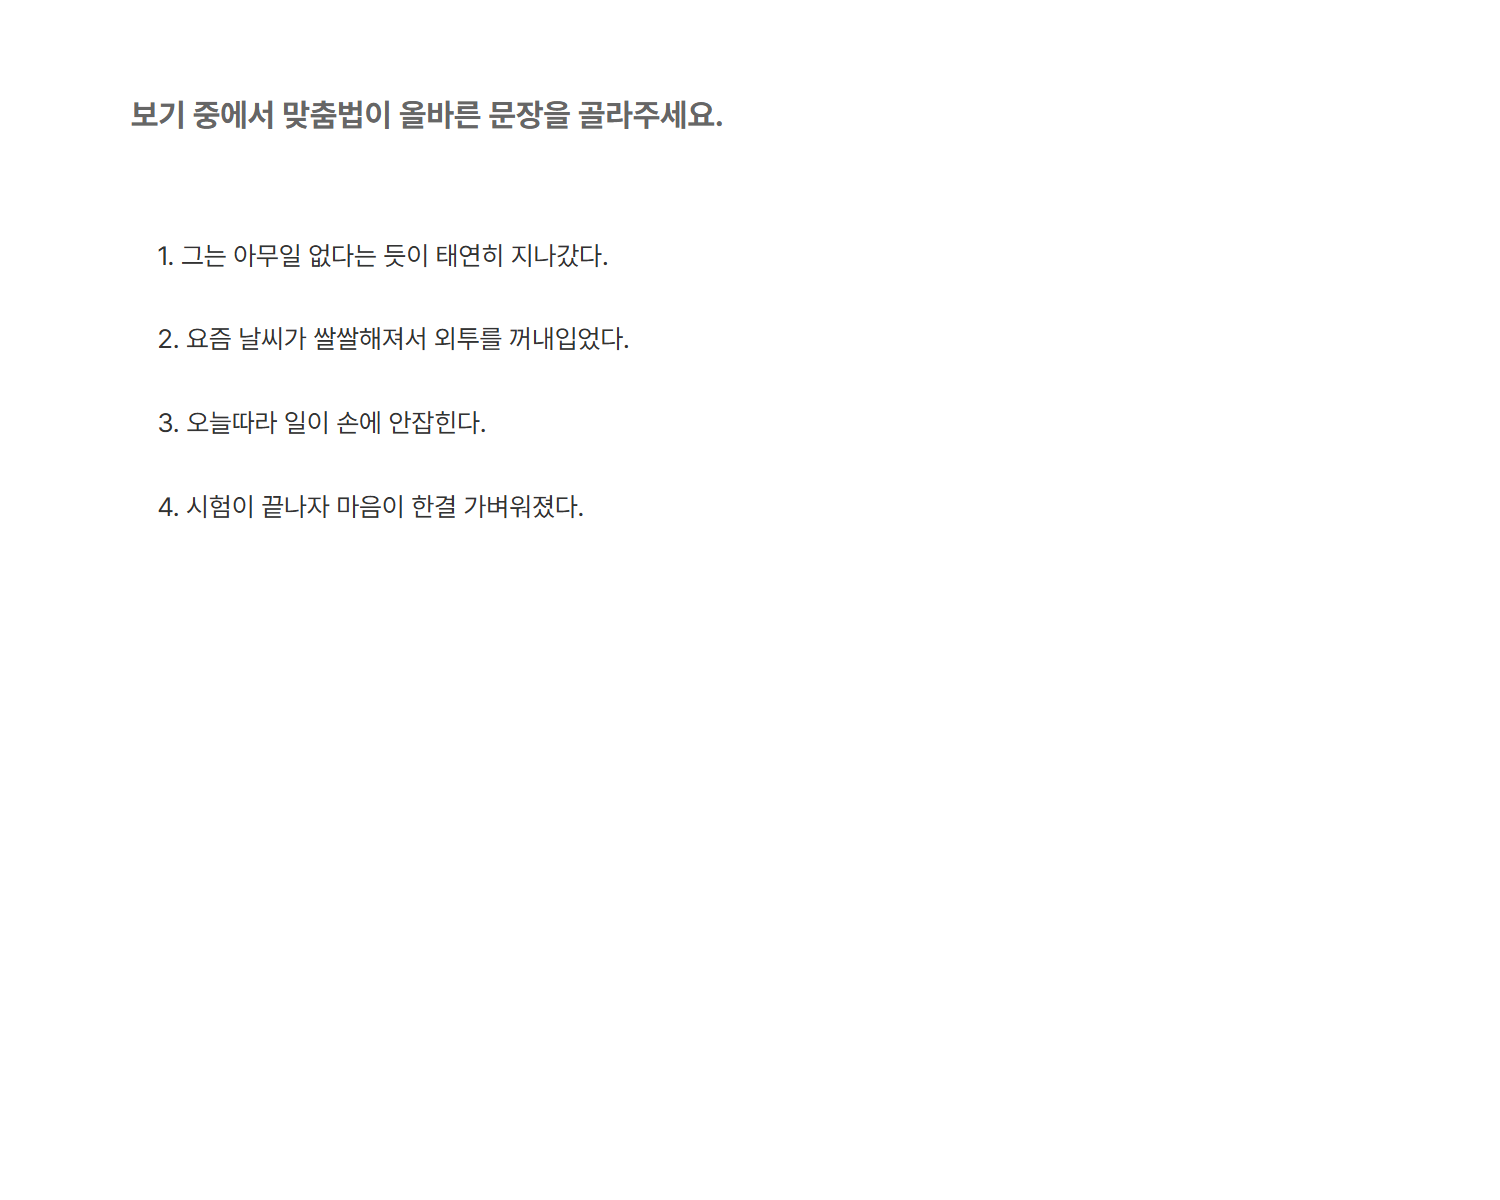 보기 중에서 맞춤법이 올바른 문장을 골라주세요.
1. 그는 아무일 없다는 듯이 태연히 지나갔다.
2. 요즘 날씨가 쌀쌀해져서 외투를 꺼내입었다.
3. 오늘따라 일이 손에 안잡힌다.
4. 시험이 끝나자 마음이 한결 가벼워졌다.